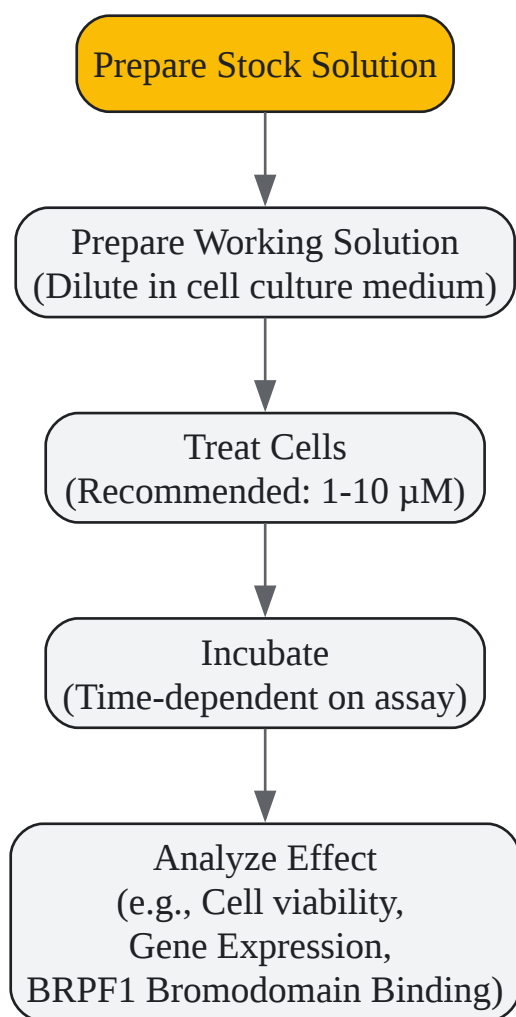 Prepare Stock Solution
Prepare Working Solution
(Dilute in cell culture medium)
Treat Cells
(Recommended: 1-10 µM)
Incubate
(Time-dependent on assay)
Analyze Effect
(e.g., Cell viability,
Gene Expression,
BRPF1 Bromodomain Binding)